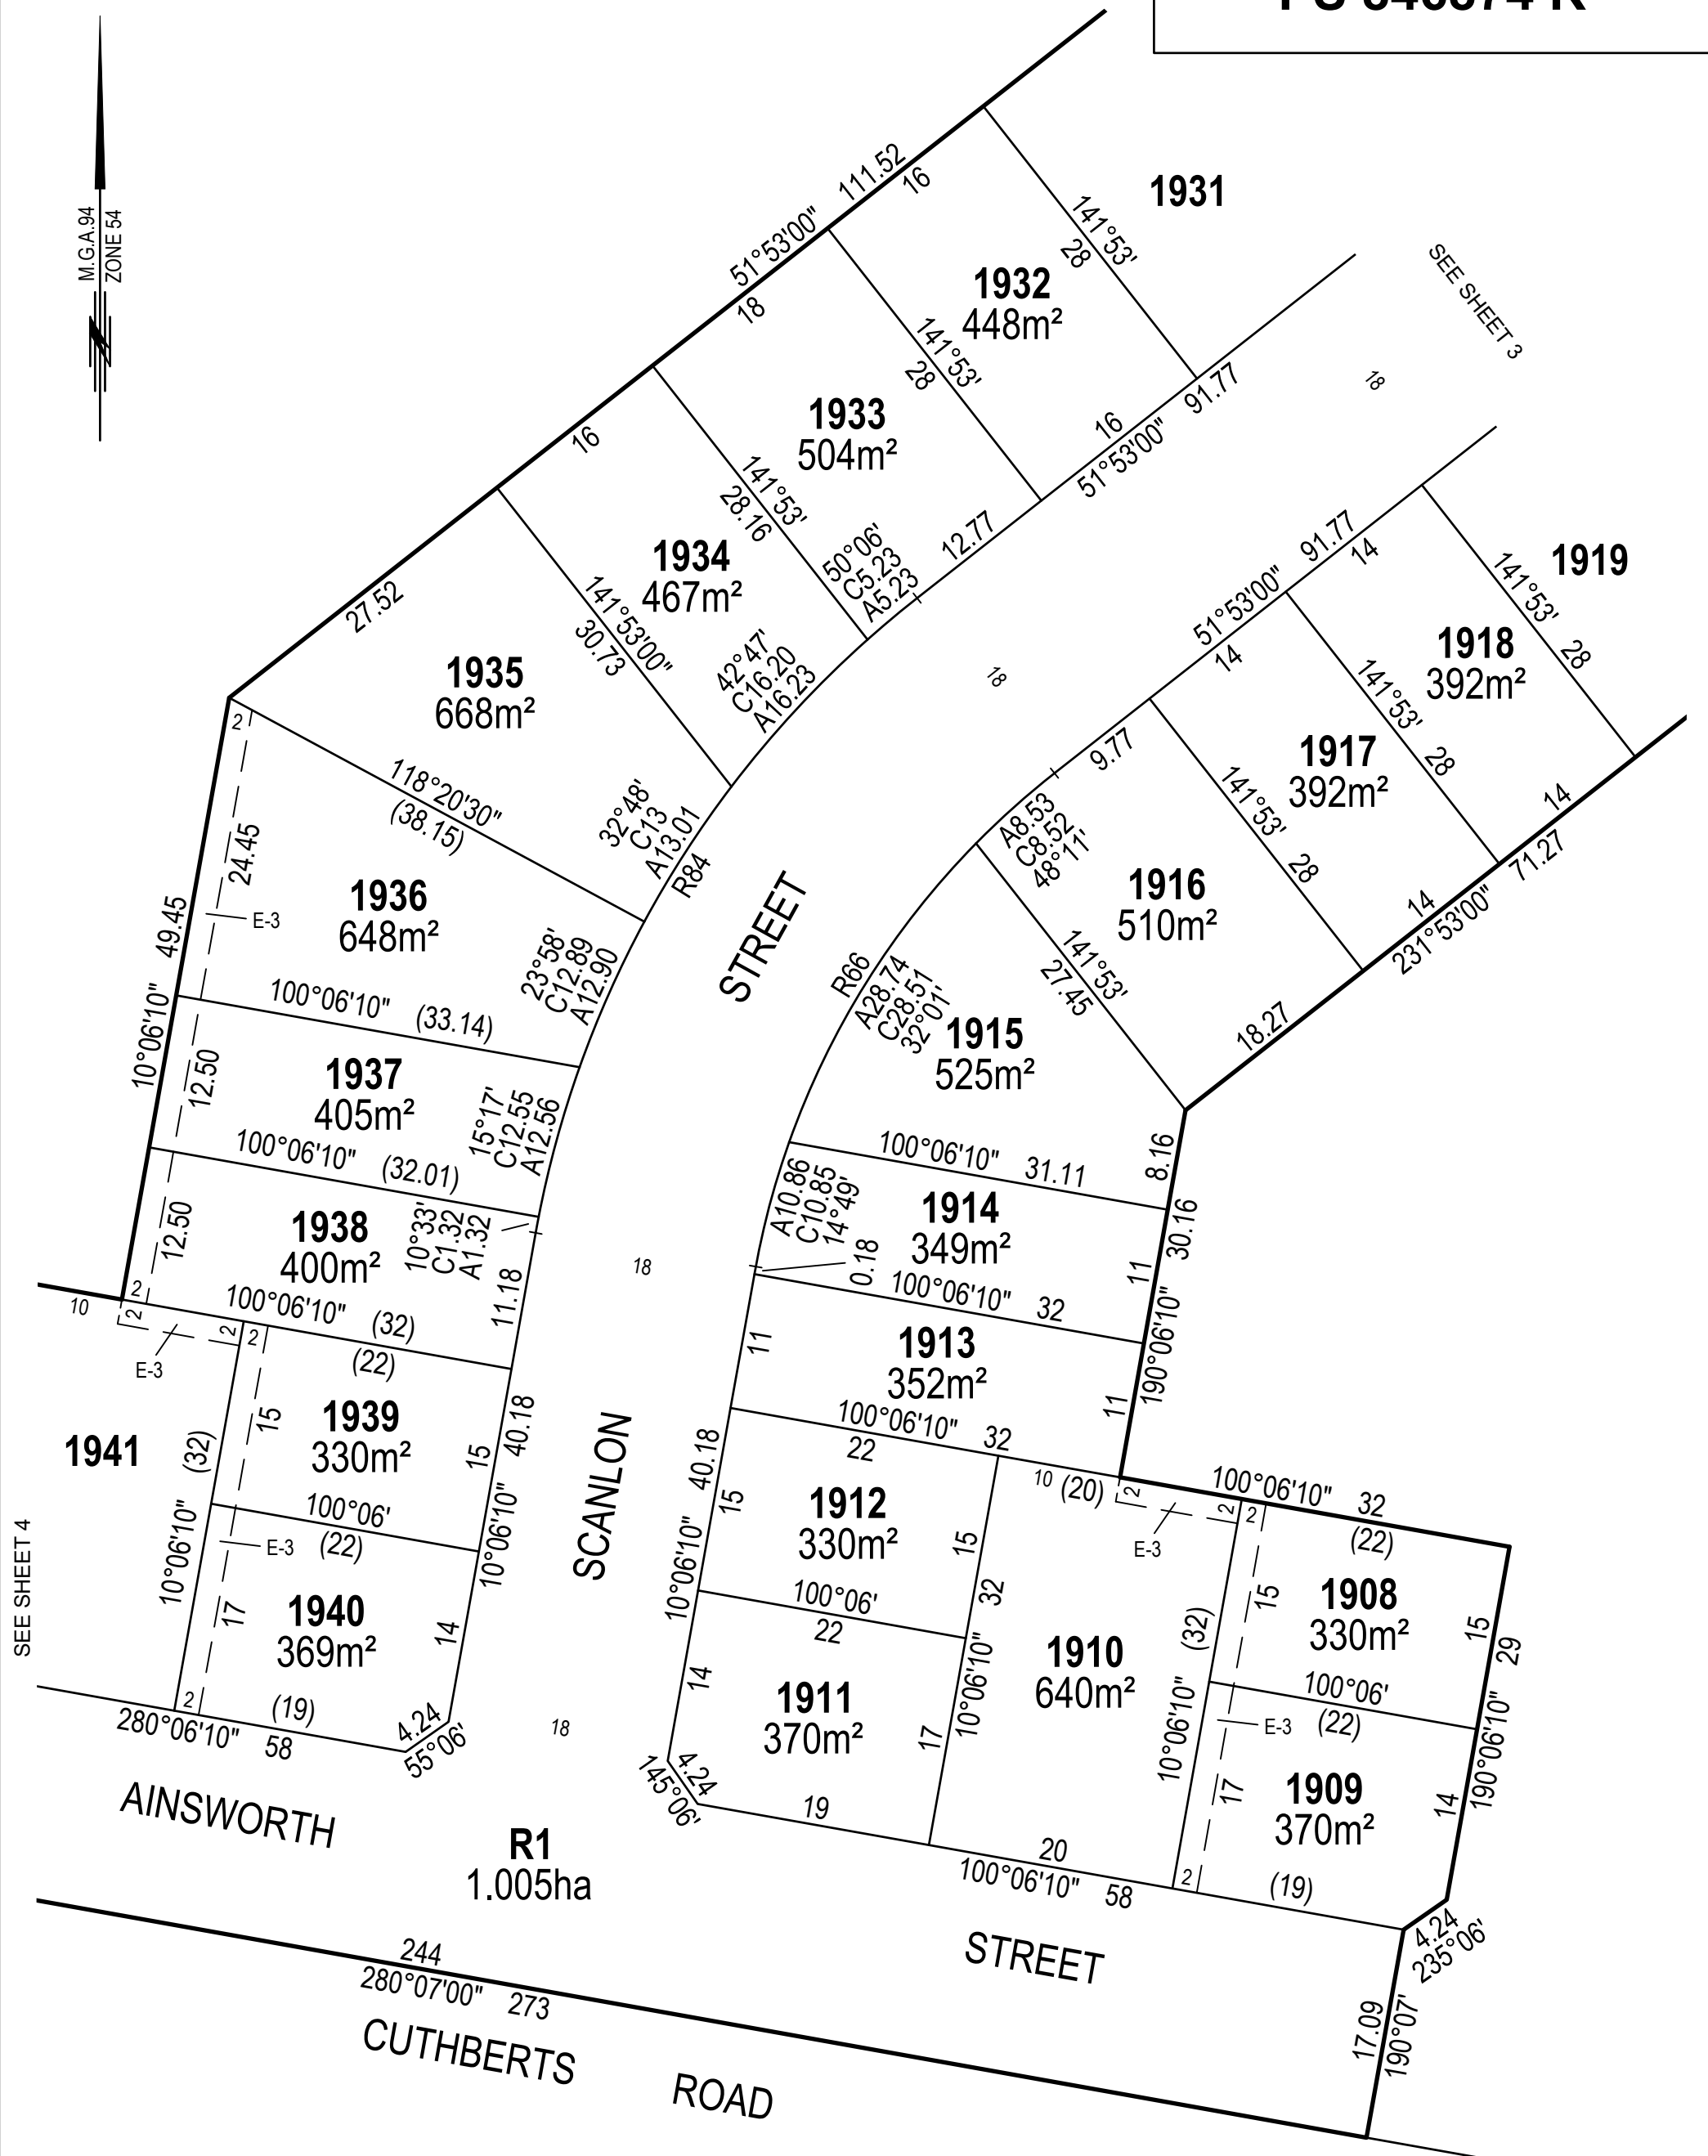 M.G.A.94
ZONE 54
1931
111.52
16
51°53'00"
18
141°53'
28
1932
448m²
SEE SHEET 3
141°53'
28
91.77
18
16
51°53'00"
1933
504m²
16
141°53'
28.16
50°06'
C5.23
A5.23
12.77
91.77
14
51°53'00"
14
1919
141°53'
28
1918
392m²
1934
467m²
141°53'00"
30.73
27.52
42°47'
C16.20
A16.23
18
1935
668m²
2
141°53'
28
1917
392m²
9.77
118°20'30"
(38.15)
32°48'
C13
A13.01
R84
A8.53
C8.52
48°11'
141°53'
28
14
71.27
14
231°53'00"
1916
510m²
24.45
1936
648m²
E-3
49.45
10°06'10"
23°58'
C12.89
A12.90
STREET
R66
A28.74
C28.51
32°01'
141°53'
27.45
18.27
1915
525m²
100°06'10"
(33.14)
1937
405m²
12.50
15°17'
C12.55
A12.56
100°06'10"
(32.01)
100°06'10"
31.11
8.16
30.16
190°06'10"
1938
400m²
12.50
10°33'
C1.32
A1.32
11.18
18
A10.86
C10.85
14°49'
0.18
1914
349m²
11
100°06'10"
32
2
10
100°06'10"
(32)
(22)
2
2
2
E-3
11
1913
352m²
11
1941
(32)
10°06'10"
15
1939
330m²
15
40.18
10°06'10"
SCANLON
40.18
10°06'10"
100°06'10"
32
22
15
1912
330m²
15
10
(20)
2
2
2
E-3
100°06'10"
32
(22)
SEE SHEET 4
100°06'
(22)
E-3
1940
369m²
17
14
100°06'
22
32
10°06'10"
1910
640m²
(32)
10°06'10"
15
1908
330m²
15
29
190°06'10"
100°06'
(22)
E-3
14
1911
370m²
17
2
(19)
280°06'10"
58
4.24
55°06'
18
4.24
145°06'
19
1909
370m²
17
14
20
2
(19)
100°06'10"
58
AINSWORTH
R1
1.005ha
STREET
4.24
235°06'
17.09
190°07'
244
280°07'00"
273
CUTHBERTS
ROAD